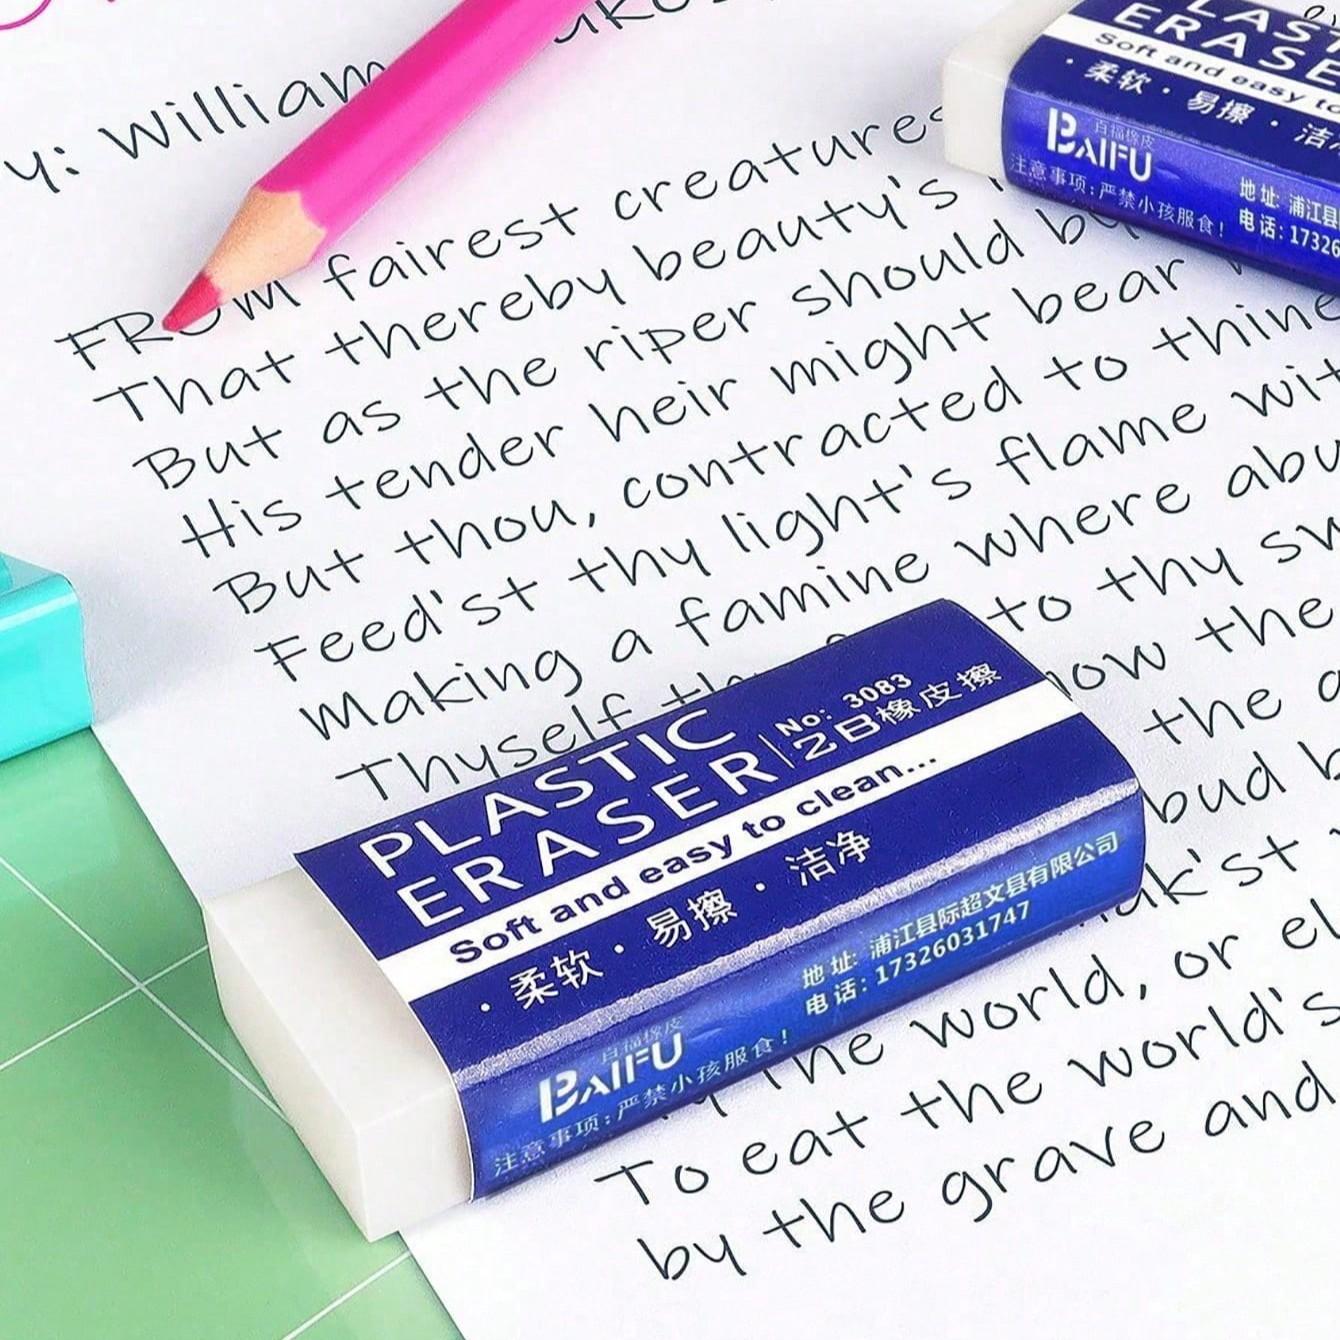 y: William
FROm fairest creatures
That thereby beauty's
But as the riper should by
His tender heir might bear
But thou, contracted to thine
Feed'st thy light's flame wit
Making a famine where abu
Thyself th to thy sw
now the
the
bud b
ak'st
the world, or el
To eat the world's
by the grave and
PLASTIC
ERASER
No: 3083
2B橡皮擦
Soft and easy to clean...
·柔软·易擦·洁净
百福橡皮
BAIFU
注意事项:严禁小孩服食!
地址: 浦江县际超文具有限公司
电话: 17326031747
LAST
ERASE
Soft and easy to
·柔软·易擦·洁
百福橡皮
BAIFU
注意事项:严禁小孩服食!
地址: 浦江县
电话: 17326